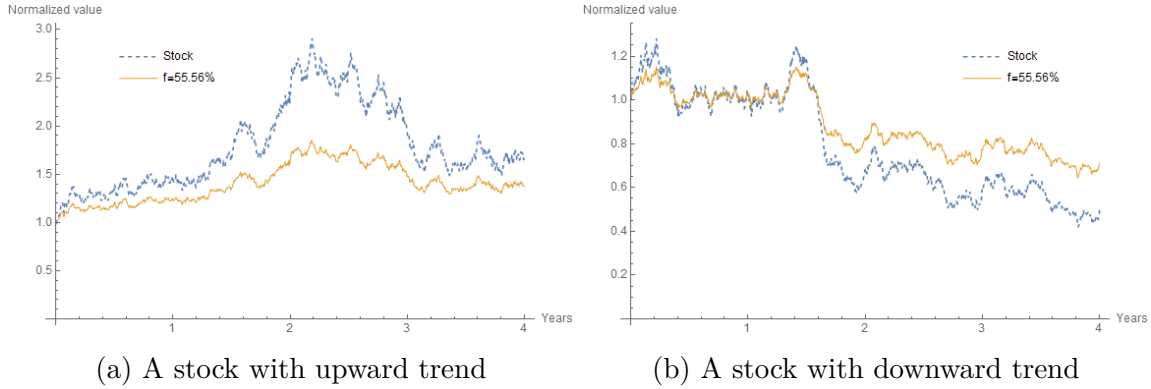 Normalized value
3.0
2.5
2.0
1.5
1.0
0.5
Stock
f=55.56%
1
2
3
4
Years
(a) A stock with upward trend
Normalized value
1.2
1.0
0.8
0.6
0.4
0.2
Stock
f=55.56%
1
2
3
4
Years
(b) A stock with downward trend